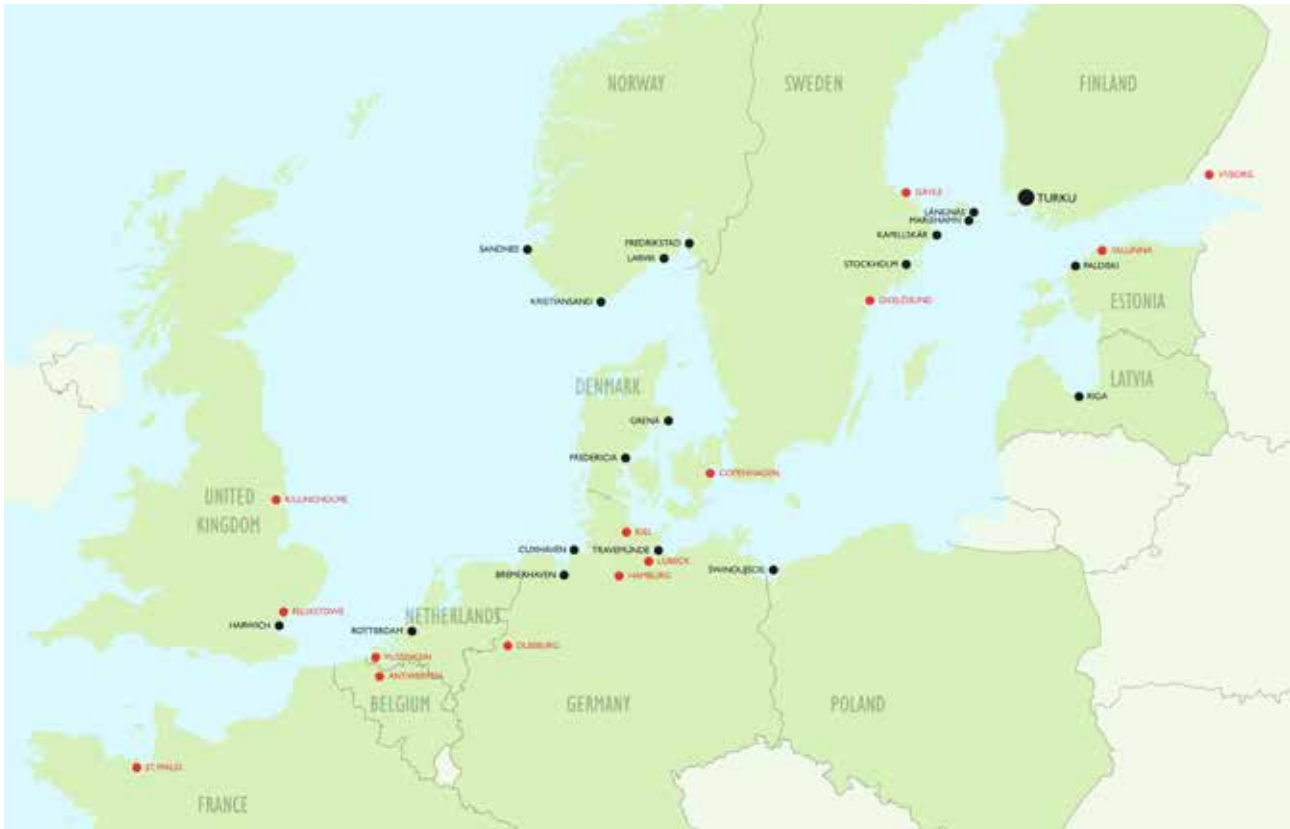 NORWAY
SWEDEN
FINLAND
VYBORG
GÄVLE
TURKU
LÅNGNÄS
MARIEHAMN
KAPELLSKÄR
FREDRIKSTAD
SANDNES
LARVIK
STOCKHOLM
TALLINNA
PALDISKI
KRISTIANSAND
OXELÖSUND
ESTONIA
DENMARK
LATVIA
RIGA
GRENÅ
FREDERICIA
COPENHAGEN
UNITED
KINGDOM
KILLINGHOLME
KIEL
CUXHAVEN
TRAVEMÜNDE
LÜBECK
BREMERHAVEN
HAMBURG
SWINOUJSCIE
FELIXSTOWE
NETHERLANDS
HARWICH
ROTTERDAM
DUISBURG
VLISSINGEN
ANTWERPEN
BELGIUM
GERMANY
POLAND
ST. MALO
FRANCE